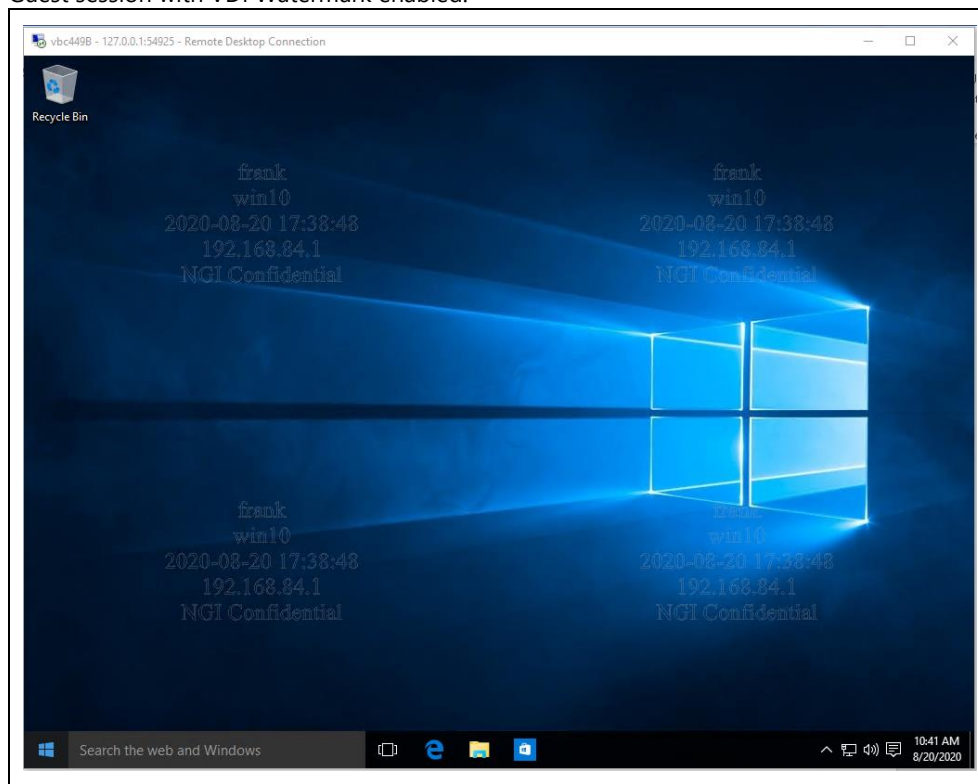 Guest session with VDI Watermark enabled.
vbc449B - 127.0.0.1:54925 - Remote Desktop Connection
Recycle Bin
frank
win10
2020-08-20 17:38:48
192.168.84.1
NGI Confidential
frank
win10
2020-08-20 17:38:48
192.168.84.1
NGI Confidential
frank
win10
2020-08-20 17:38:48
192.168.84.1
NGI Confidential
frank
win10
2020-08-20 17:38:48
192.168.84.1
NGI Confidential
Search the web and Windows
10:41 AM
8/20/2020